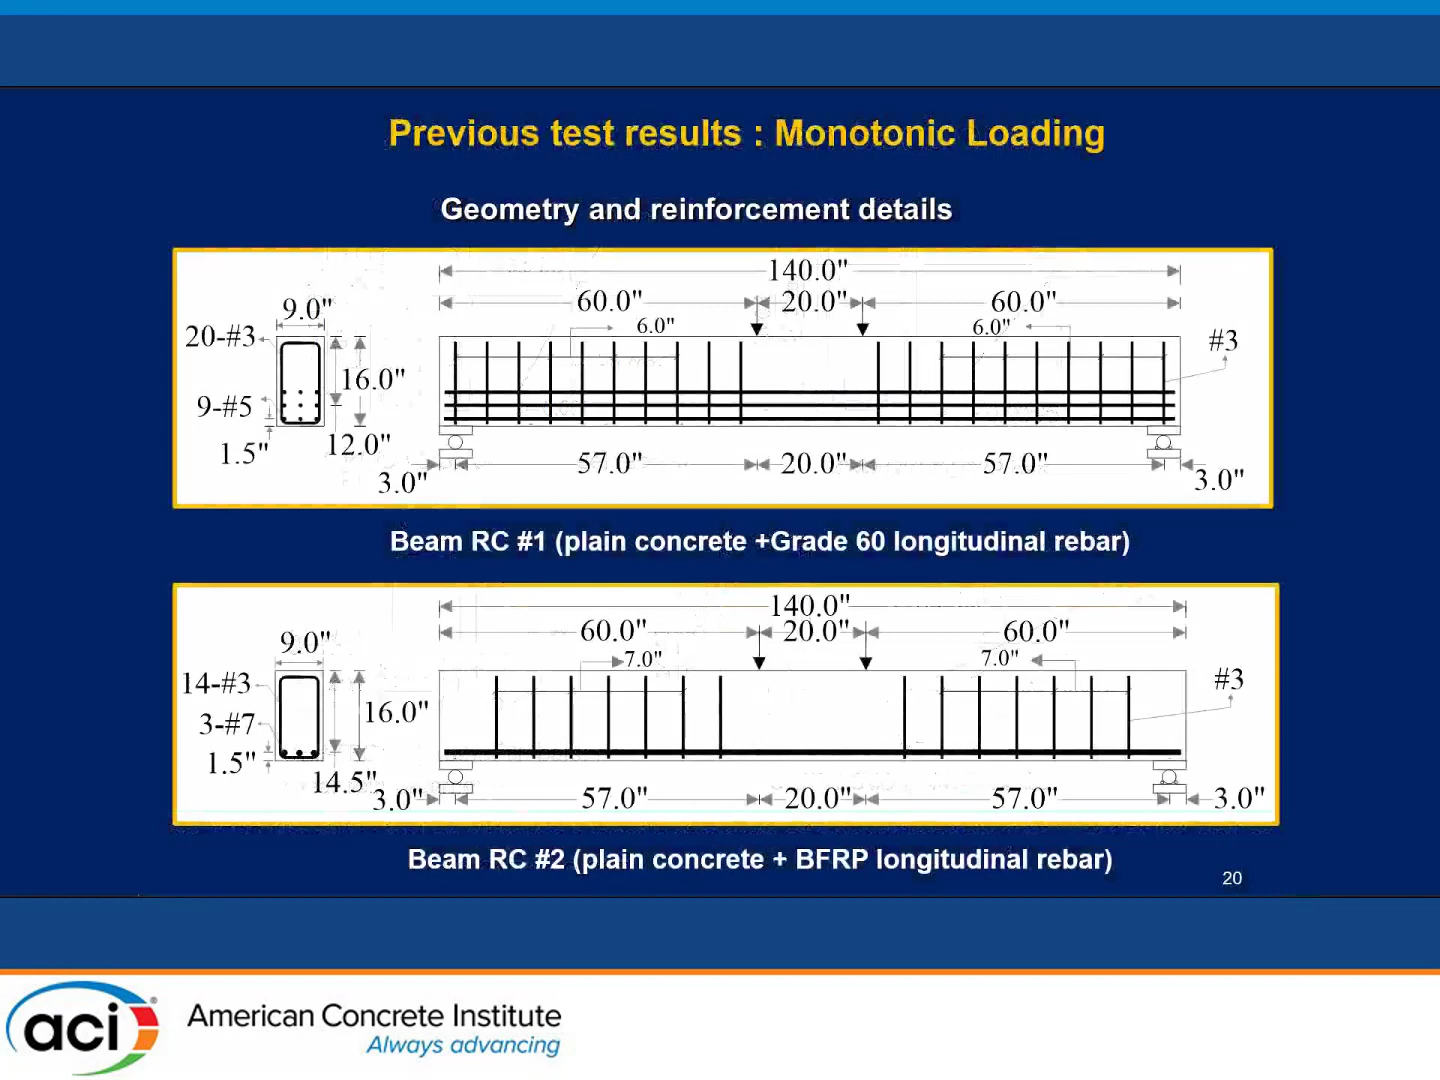 Previous test results : Monotonic Loading
Geometry and reinforcement details
140.0"
60.0" 20.0" 60.0"
9.0"
6.0" 6.0"
20-#3
#3
16.0"
9-#5
12.0"
1.5"
57.0" 20.0" 57.0"
3.0" 3.0"
Beam RC #1 (plain concrete +Grade 60 longitudinal rebar)
140.0"
60.0" 20.0" 60.0"
9.0"
7.0" 7.0"
14-#3
#3
16.0"
3-#7
1.5"
14.5"
3.0" 57.0" 20.0" 57.0" 3.0"
Beam RC #2 (plain concrete + BFRP longitudinal rebar)
20
aci®
American Concrete Institute
Always advancing